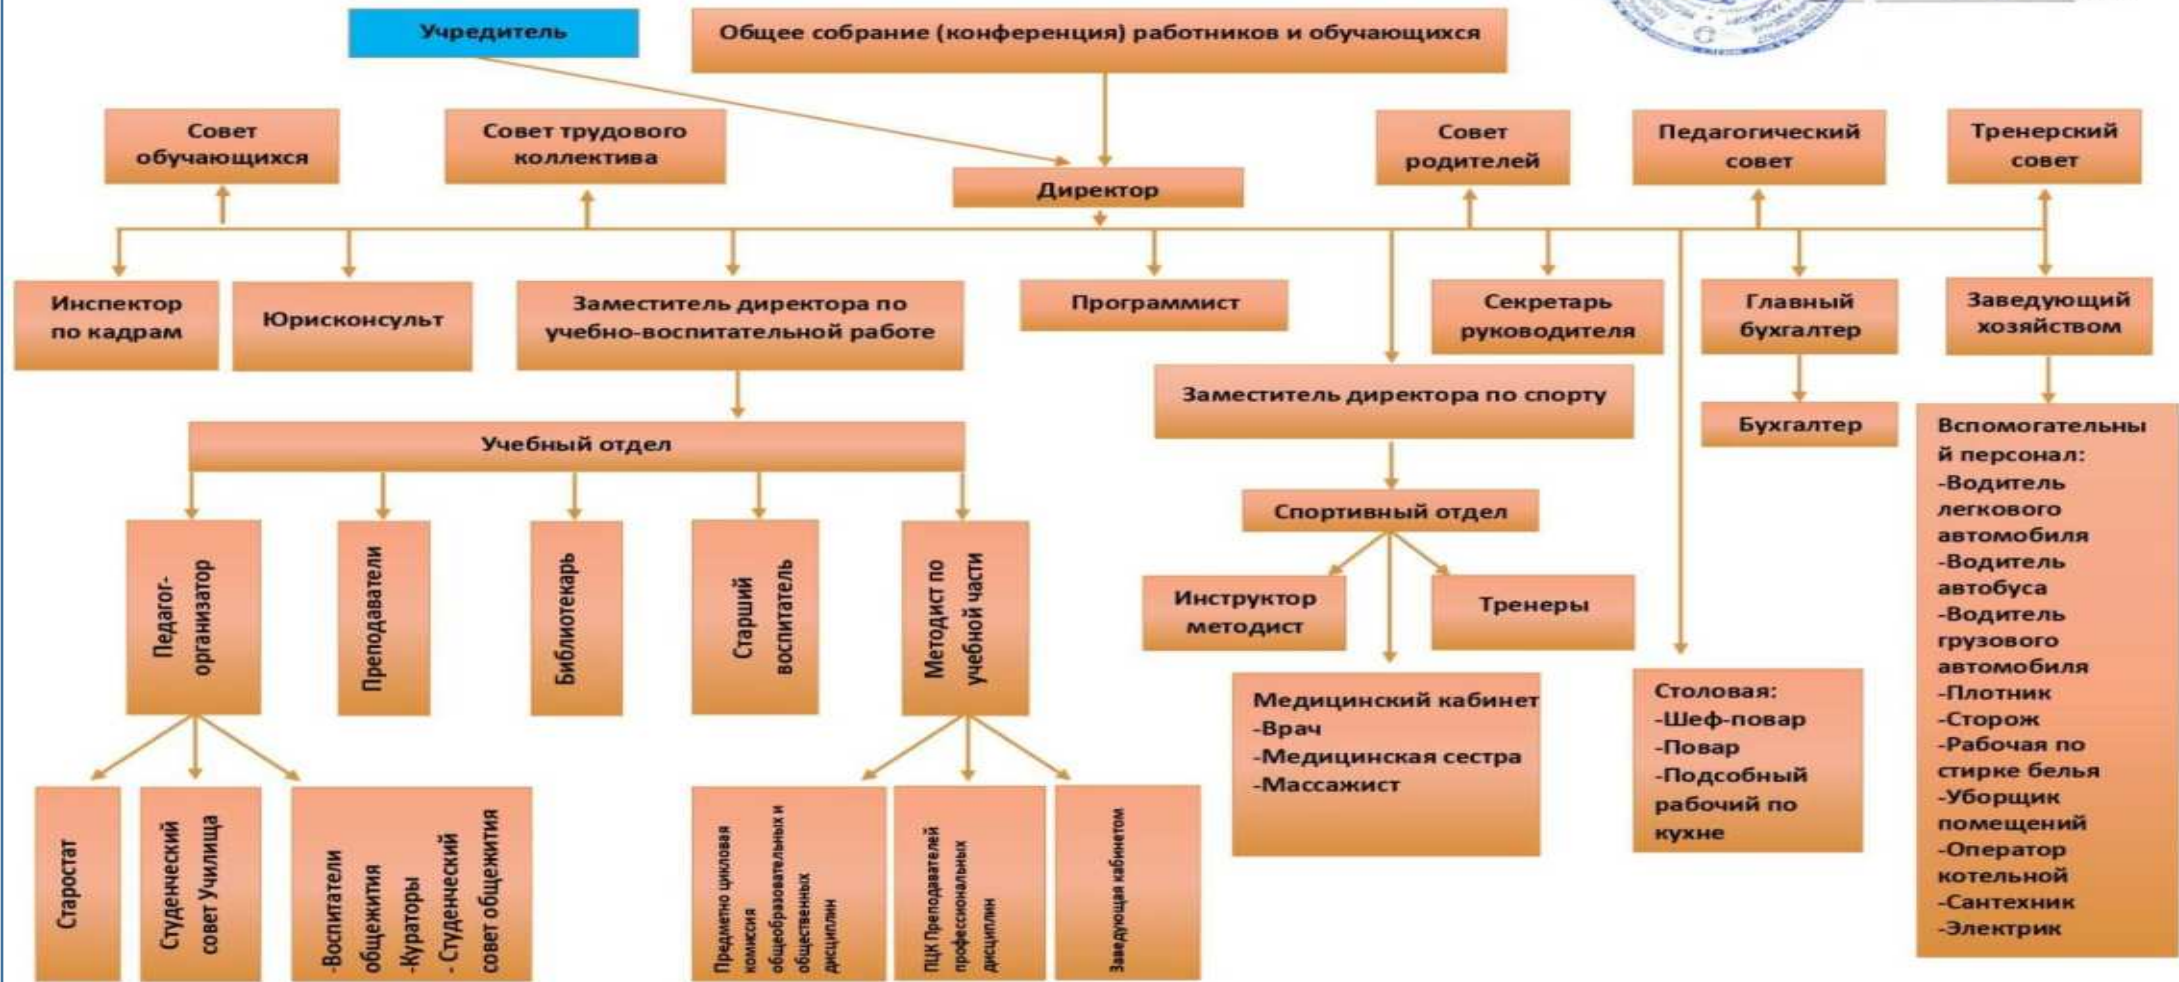 Учредитель
Общее собрание (конференция) работников и обучающихся
Совет
обучающихся
Совет трудового
коллектива
Директор
Совет
родителей
Педагогический
совет
Тренерский
совет
Инспектор
по кадрам
Юрисконсульт
Заместитель директора по
учебно-воспитательной работе
Программист
Секретарь
руководителя
Главный
бухгалтер
Заведующий
хозяйством
Заместитель директора по спорту
Бухгалтер
Учебный отдел
Спортивный отдел
Педагог-
организатор
Преподаватели
Библиотекарь
Старший
воспитатель
Методист по
учебной части
Инструктор
методист
Тренеры
Медицинский кабинет
-Врач
-Медицинская сестра
-Массажист
Столовая:
-Шеф-повар
-Повар
-Подсобный
рабочий по
кухне
Вспомогательны
й персонал:
-Водитель
легкового
автомобиля
-Водитель
автобуса
-Водитель
грузового
автомобиля
-Плотник
-Сторож
-Рабочая по
стирке белья
-Уборщик
помещений
-Оператор
котельной
-Сантехник
-Электрик
Старостат
Студенческий
совет Училища
-Воспитатели
общежития
-Кураторы
- Студенческий
совет общежития
Предметно цикловая
комиссия
общеобразовательных и
общественных
дисциплин
ПЦК Преподавателей
профессиональных
дисциплин
Заведующая кабинетом